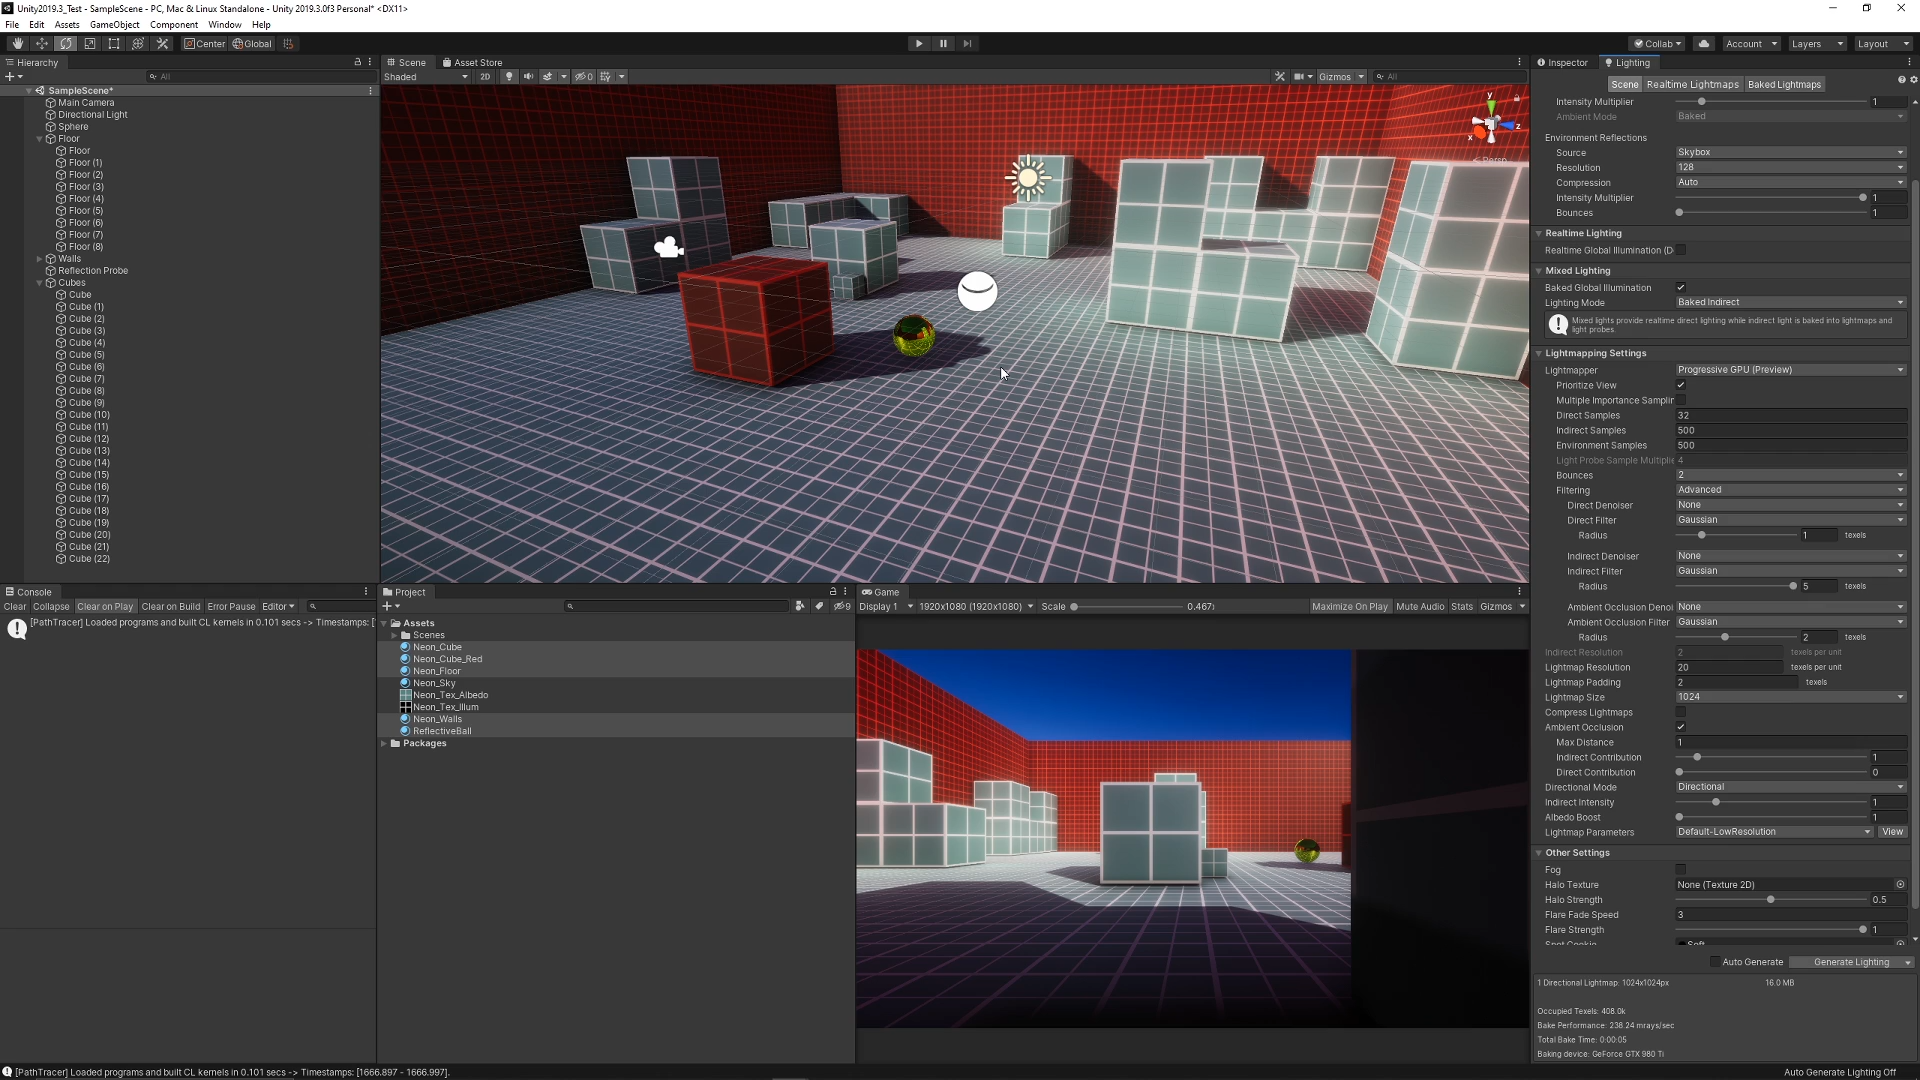 Unity2019.3_Test - SampleScene - PC, Mac & Linux Standalone - Unity 2019.3.0f3 Personal* <DX11>
File Edit Assets GameObject Component Window Help
Center Global Collab Account Layers Layout
Hierarchy
All
SampleScene*
Main Camera
Directional Light
Sphere
Floor
Floor
Floor (1)
Floor (2)
Floor (3)
Floor (4)
Floor (5)
Floor (6)
Floor (7)
Floor (8)
Walls
Reflection Probe
Cubes
Cube
Cube (1)
Cube (2)
Cube (3)
Cube (4)
Cube (5)
Cube (6)
Cube (7)
Cube (8)
Cube (9)
Cube (10)
Cube (11)
Cube (12)
Cube (13)
Cube (14)
Cube (15)
Cube (16)
Cube (17)
Cube (18)
Cube (19)
Cube (20)
Cube (21)
Cube (22)
Scene Asset Store
Shaded 2D 0 Gizmos All
y
x z
< Persp
Console
Clear Collapse Clear on Play Clear on Build Error Pause Editor
[PathTracer] Loaded programs and built CL kernels in 0.101 secs -> Timestamps: [
Project
9
Assets
Scenes
Neon_Cube
Neon_Cube_Red
Neon_Floor
Neon_Sky
Neon_Tex_Albedo
Neon_Tex_Illum
Neon_Walls
ReflectiveBall
Packages
Game
Display 1 1920x1080 (1920x1080) Scale 0.467 Maximize On Play Mute Audio Stats Gizmos
Inspector Lighting
Scene Realtime Lightmaps Baked Lightmaps
Intensity Multiplier 1
Ambient Mode Baked
Environment Reflections
Source Skybox
Resolution 128
Compression Auto
Intensity Multiplier 1
Bounces 1
Realtime Lighting
Realtime Global Illumination (D
Mixed Lighting
Baked Global Illumination
Lighting Mode Baked Indirect
Mixed lights provide realtime direct lighting while indirect light is baked into lightmaps and
light probes.
Lightmapping Settings
Lightmapper Progressive GPU (Preview)
Prioritize View
Multiple Importance Samplin
Direct Samples 32
Indirect Samples 500
Environment Samples 500
Light Probe Sample Multiplie 4
Bounces 2
Filtering Advanced
Direct Denoiser None
Direct Filter Gaussian
Radius 1 texels
Indirect Denoiser None
Indirect Filter Gaussian
Radius 5 texels
Ambient Occlusion Denoi None
Ambient Occlusion Filter Gaussian
Radius 2 texels
Indirect Resolution 2 texels per unit
Lightmap Resolution 20 texels per unit
Lightmap Padding 2 texels
Lightmap Size 1024
Compress Lightmaps
Ambient Occlusion
Max Distance 1
Indirect Contribution 1
Direct Contribution 0
Directional Mode Directional
Indirect Intensity 1
Albedo Boost 1
Lightmap Parameters Default-LowResolution View
Other Settings
Fog
Halo Texture None (Texture 2D)
Halo Strength 0.5
Flare Fade Speed 3
Flare Strength 1
Spot Cookie Soft
Auto Generate Generate Lighting
1 Directional Lightmap: 1024x1024px 16.0 MB
Occupied Texels: 408.0k
Bake Performance: 238.24 mrays/sec
Total Bake Time: 0:00:05
Baking device: GeForce GTX 980 Ti
[PathTracer] Loaded programs and built CL kernels in 0.101 secs -> Timestamps: [1666.897 - 1666.997].
Auto Generate Lighting Off